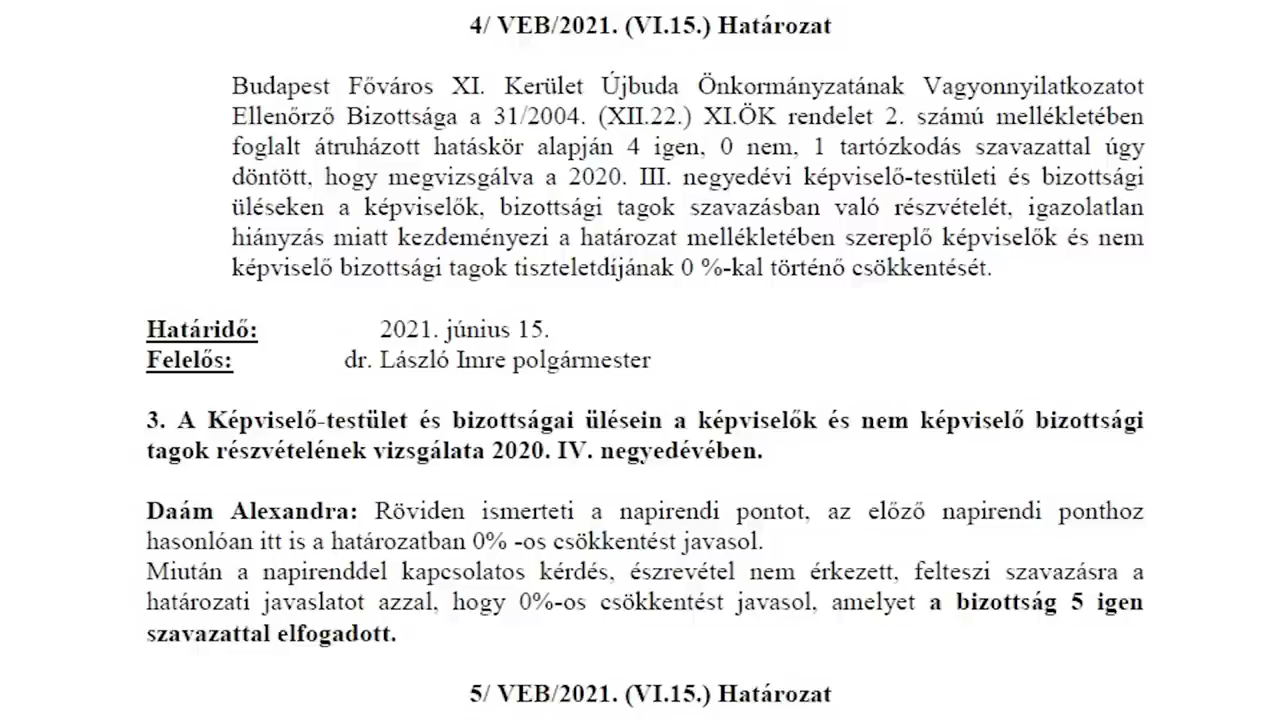 4/ VEB/2021. (VI.15.) Határozat
Budapest Főváros XI. Kerület Újbuda Önkormányzatának Vagyonnyilatkozatot
Ellenőrző Bizottsága a 31/2004. (XII.22.) XI.ÖK rendelet 2. számú mellékletében
foglalt átruházott hatáskör alapján 4 igen, 0 nem, 1 tartózkodás szavazattal úgy
döntött, hogy megvizsgálva a 2020. III. negyedévi képviselő-testületi és bizottsági
üléseken a képviselők, bizottsági tagok szavazásban való részvételét, igazolatlan
hiányzás miatt kezdeményezi a határozat mellékletében szereplő képviselők és nem
képviselő bizottsági tagok tiszteletdíjának 0 %-kal történő csökkentését.
Határidő: 2021. június 15.
Felelős: dr. László Imre polgármester
3. A Képviselő-testület és bizottságai ülésein a képviselők és nem képviselő bizottsági
tagok részvételének vizsgálata 2020. IV. negyedévében.
Daám Alexandra: Röviden ismerteti a napirendi pontot, az előző napirendi ponthoz
hasonlóan itt is a határozatban 0% -os csökkentést javasol.
Miután a napirenddel kapcsolatos kérdés, észrevétel nem érkezett, felteszi szavazásra a
határozati javaslatot azzal, hogy 0%-os csökkentést javasol, amelyet a bizottság 5 igen
szavazattal elfogadott.
5/ VEB/2021. (VI.15.) Határozat